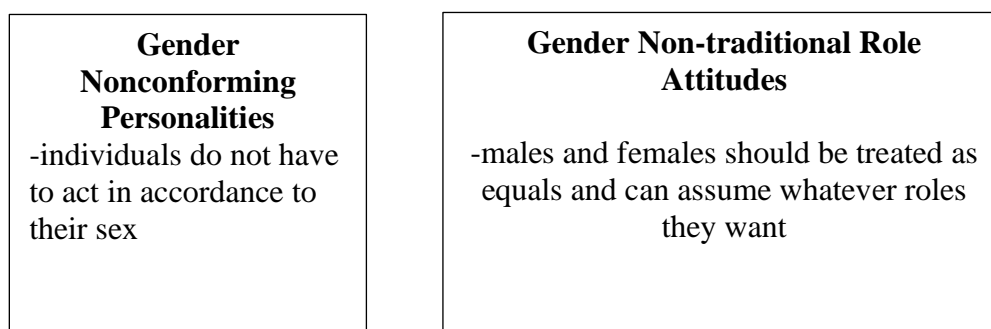 Gender
Nonconforming
Personalities
-individuals do not have
to act in accordance to
their sex
Gender Non-traditional Role
Attitudes
-males and females should be treated as
equals and can assume whatever roles
they want